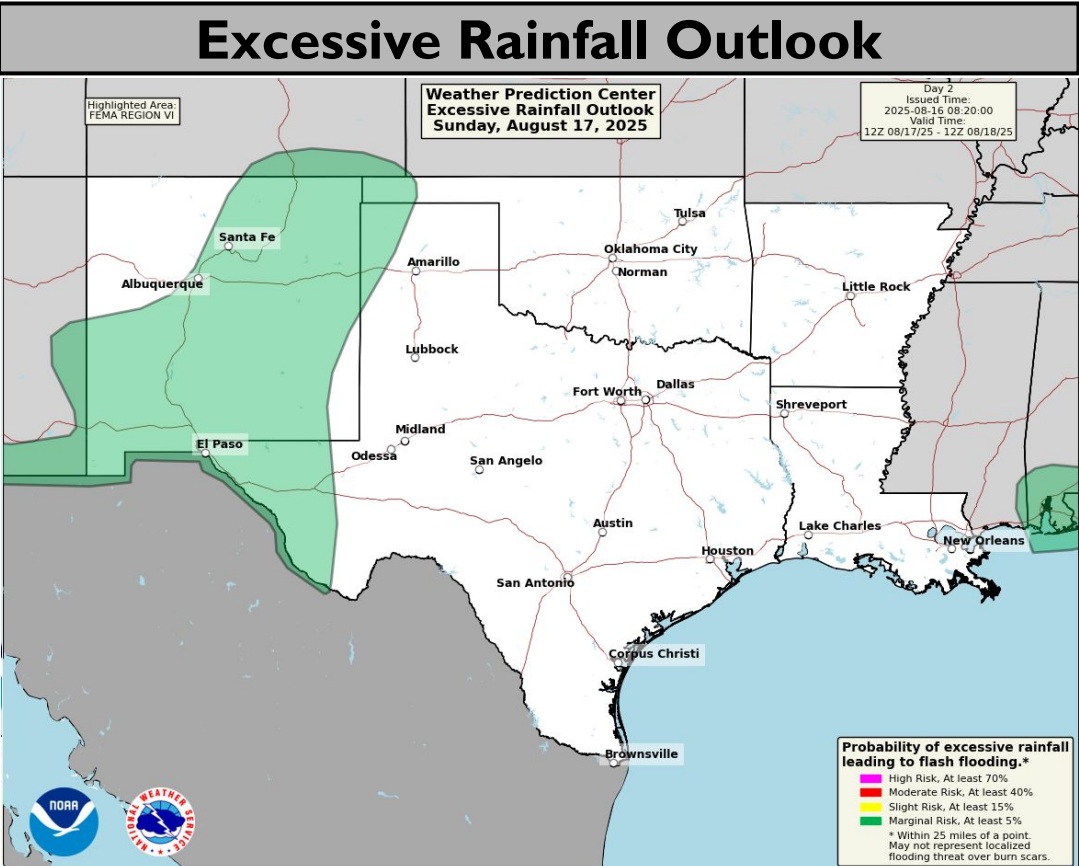 Excessive Rainfall Outlook
Highlighted Area:
FEMA REGION VI
Weather Prediction Center
Excessive Rainfall Outlook
Sunday, August 17, 2025
Day 2
Issued Time:
2025-08-16 08:20:00
Valid Time:
12Z 08/17/25 - 12Z 08/18/25
Tulsa
Santa Fe
Oklahoma City
Amarillo
Norman
Albuquerque
Little Rock
Lubbock
Fort Worth
Dallas
Shreveport
Midland
El Paso
Odessa
San Angelo
Austin
Lake Charles
New Orleans
Houston
San Antonio
Corpus Christi
Brownsville
Probability of excessive rainfall
leading to flash flooding.*
High Risk, At least 70%
Moderate Risk, At least 40%
Slight Risk, At least 15%
Marginal Risk, At least 5%
* Within 25 miles of a point.
May not represent localized
flooding threat over burn scars.
NOAA
NATIONAL WEATHER SERVICE